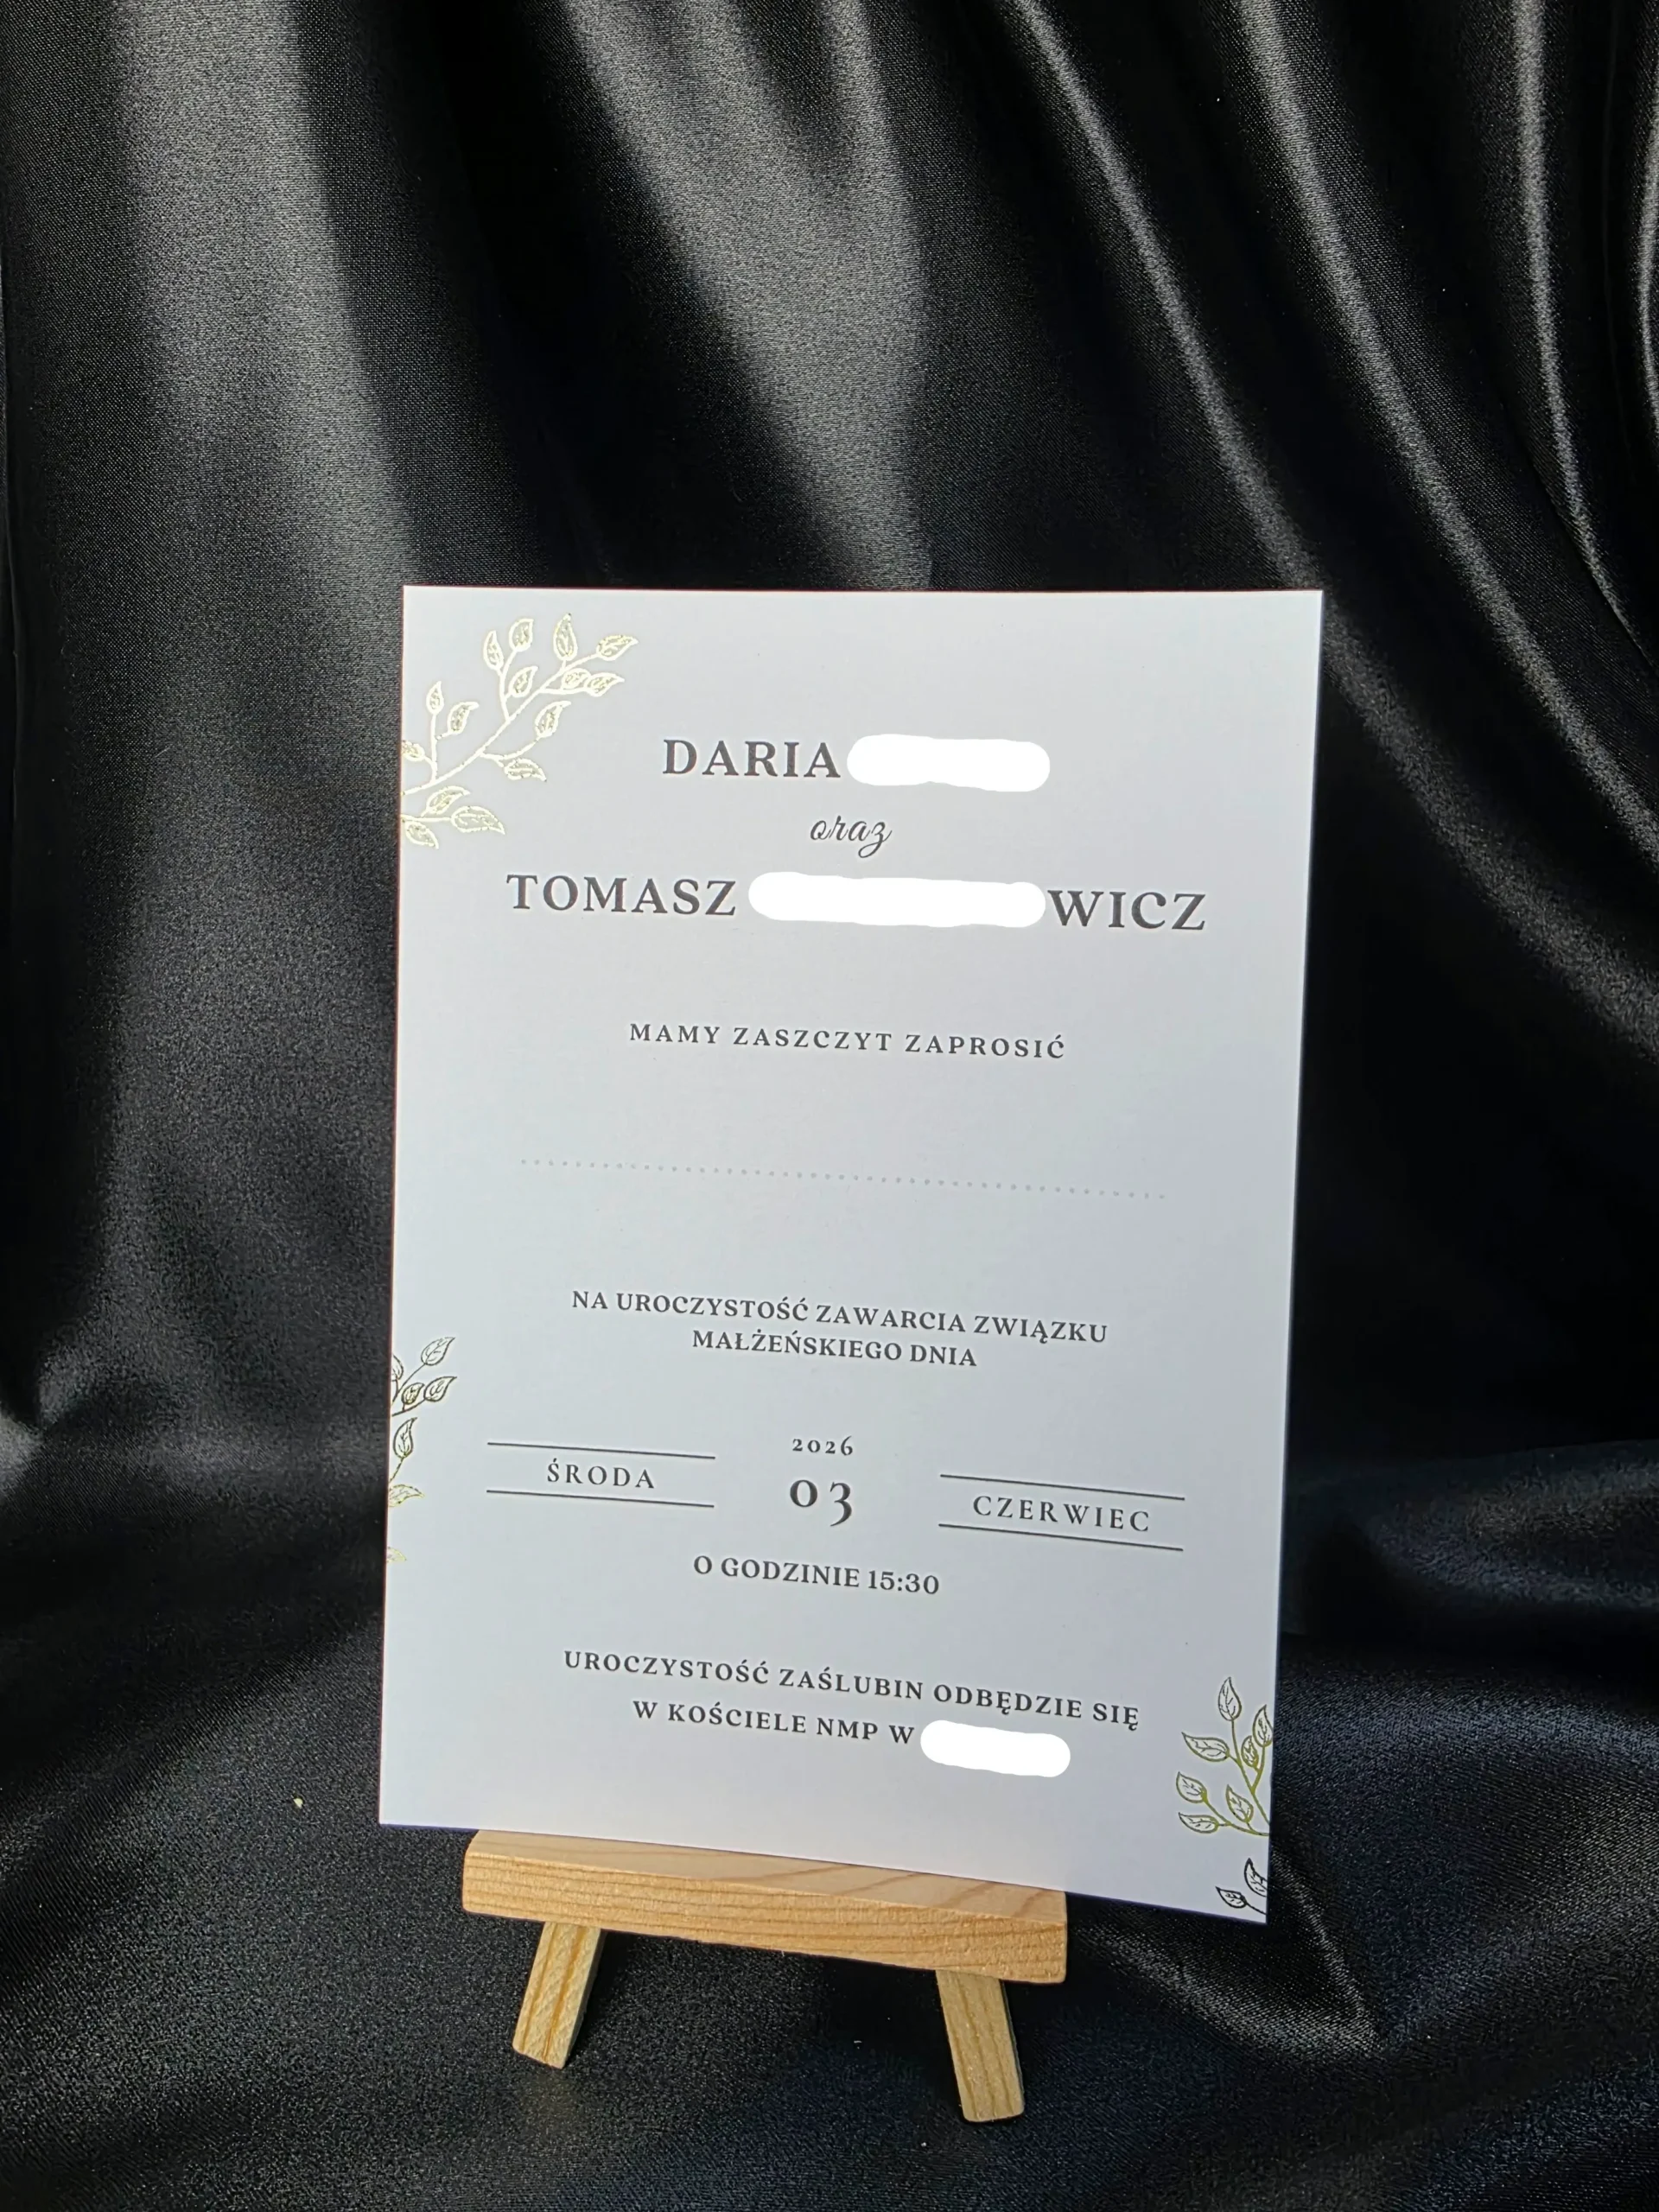 DARIA
oraz
TOMASZ WICZ
MAMY ZASZCZYT ZAPROSIĆ
NA UROCZYSTOŚĆ ZAWARCIA ZWIĄZKU
MAŁŻEŃSKIEGO DNIA
2026
ŚRODA 03 CZERWIEC
O GODZINIE 15:30
UROCZYSTOŚĆ ZAŚLUBIN ODBĘDZIE SIĘ
W KOŚCIELE NMP W